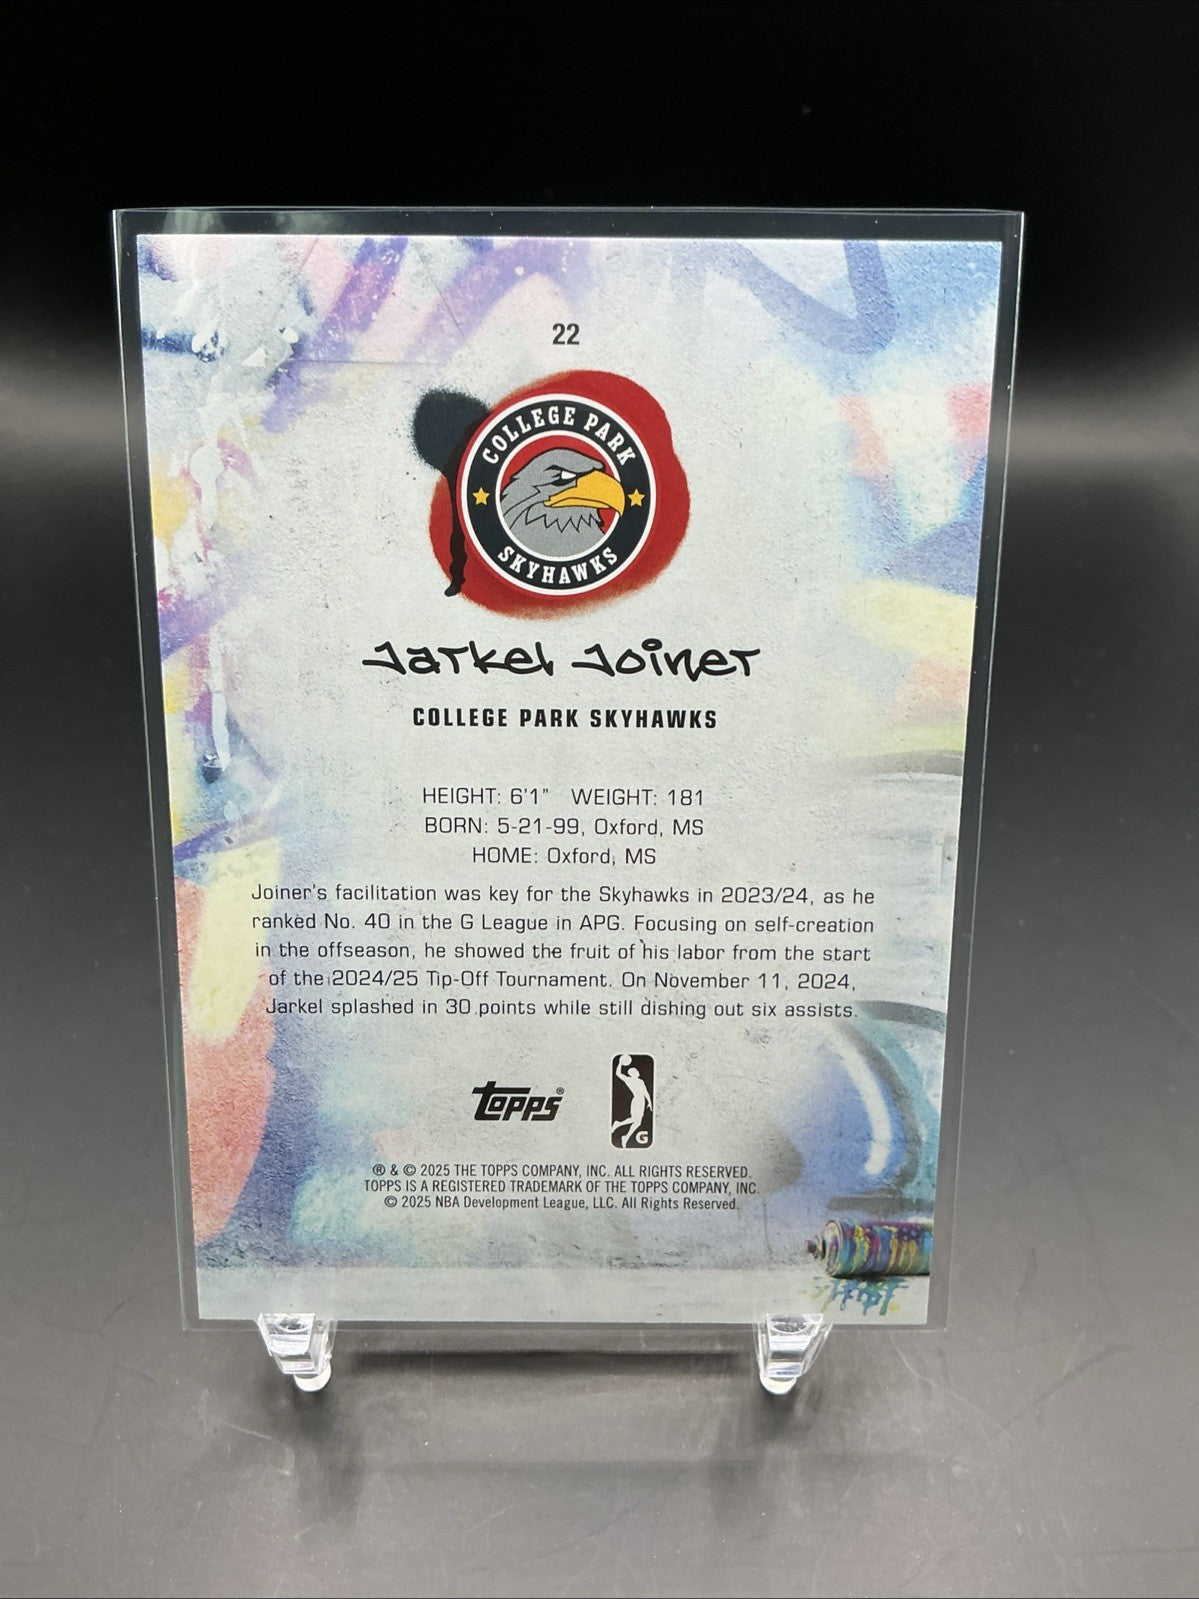 22
COLLEGE PARK
SKYHAWKS
Jarkel Joiner
COLLEGE PARK SKYHAWKS
HEIGHT: 6'1" WEIGHT: 181
BORN: 5-21-99, Oxford, MS
HOME: Oxford, MS
Joiner's facilitation was key for the Skyhawks in 2023/24, as he
ranked No. 40 in the G League in APG. Focusing on self-creation
in the offseason, he showed the fruit of his labor from the start
of the 2024/25 Tip-Off Tournament. On November 11, 2024,
Jarkel splashed in 30 points while still dishing out six assists.
topps®
G
® & © 2025 THE TOPPS COMPANY, INC. ALL RIGHTS RESERVED.
TOPPS IS A REGISTERED TRADEMARK OF THE TOPPS COMPANY, INC.
© 2025 NBA Development League, LLC. All Rights Reserved.